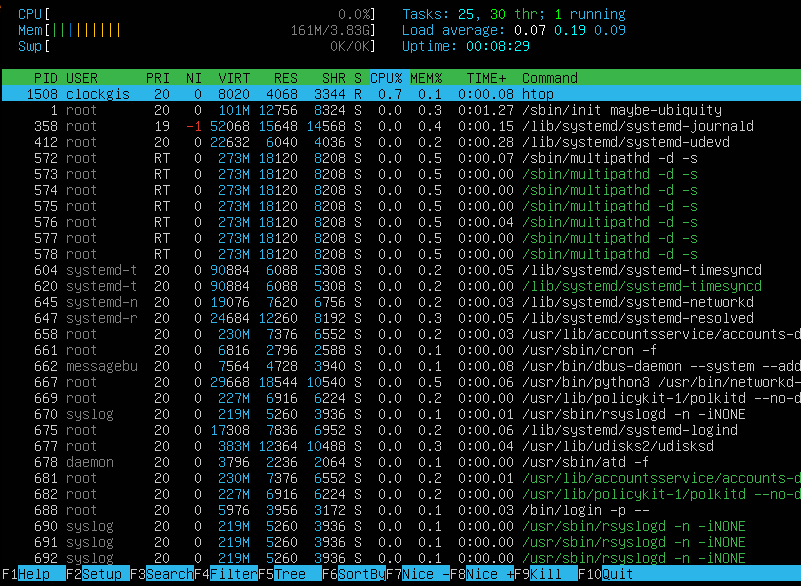 CPU[ 0.0%] Tasks: 25, 30 thr; 1 running
Mem[||||||||| 161M/3.83G] Load average: 0.07 0.19 0.09
Swp[ 0K/0K] Uptime: 00:08:29
PID USER PRI NI VIRT RES SHR S CPU% MEM% TIME+ Command
1508 clockgis 20 0 8020 4068 3344 R 0.7 0.1 0:00.08 htop
1 root 20 0 101M 12756 8324 S 0.0 0.3 0:01.27 /sbin/init maybe-ubiquity
358 root 19 -1 52068 15648 14568 S 0.0 0.4 0:00.15 /lib/systemd/systemd-journald
412 root 20 0 22632 6040 4036 S 0.0 0.2 0:00.28 /lib/systemd/systemd-udevd
572 root RT 0 273M 18120 8208 S 0.0 0.5 0:00.07 /sbin/multipathd -d -s
573 root RT 0 273M 18120 8208 S 0.0 0.5 0:00.00 /sbin/multipathd -d -s
574 root RT 0 273M 18120 8208 S 0.0 0.5 0:00.00 /sbin/multipathd -d -s
575 root RT 0 273M 18120 8208 S 0.0 0.5 0:00.00 /sbin/multipathd -d -s
576 root RT 0 273M 18120 8208 S 0.0 0.5 0:00.04 /sbin/multipathd -d -s
577 root RT 0 273M 18120 8208 S 0.0 0.5 0:00.00 /sbin/multipathd -d -s
578 root RT 0 273M 18120 8208 S 0.0 0.5 0:00.00 /sbin/multipathd -d -s
604 systemd-t 20 0 90884 6088 5308 S 0.0 0.2 0:00.05 /lib/systemd/systemd-timesyncd
620 systemd-t 20 0 90884 6088 5308 S 0.0 0.2 0:00.00 /lib/systemd/systemd-timesyncd
645 systemd-n 20 0 19076 7620 6756 S 0.0 0.2 0:00.03 /lib/systemd/systemd-networkd
647 systemd-r 20 0 24684 12260 8192 S 0.0 0.3 0:00.05 /lib/systemd/systemd-resolved
658 root 20 0 230M 7376 6552 S 0.0 0.2 0:00.03 /usr/lib/accountsservice/accounts-d
661 root 20 0 6816 2796 2588 S 0.0 0.1 0:00.00 /usr/sbin/cron -f
662 messagebu 20 0 7564 4728 3940 S 0.0 0.1 0:00.08 /usr/bin/dbus-daemon --system --add
667 root 20 0 29668 18544 10540 S 0.0 0.5 0:00.06 /usr/bin/python3 /usr/bin/networkd-
669 root 20 0 227M 6916 6224 S 0.0 0.2 0:00.00 /usr/lib/policykit-1/polkitd --no-d
670 syslog 20 0 219M 5260 3936 S 0.0 0.1 0:00.01 /usr/sbin/rsyslogd -n -iNONE
675 root 20 0 17308 7836 6952 S 0.0 0.2 0:00.06 /lib/systemd/systemd-logind
677 root 20 0 383M 12364 10488 S 0.0 0.3 0:00.04 /usr/lib/udisks2/udisksd
678 daemon 20 0 3796 2236 2064 S 0.0 0.1 0:00.00 /usr/sbin/atd -f
681 root 20 0 230M 7376 6552 S 0.0 0.2 0:00.01 /usr/lib/accountsservice/accounts-d
682 root 20 0 227M 6916 6224 S 0.0 0.2 0:00.00 /usr/lib/policykit-1/polkitd --no-d
688 root 20 0 5976 3956 3172 S 0.0 0.1 0:00.03 /bin/login -p --
690 syslog 20 0 219M 5260 3936 S 0.0 0.1 0:00.00 /usr/sbin/rsyslogd -n -iNONE
691 syslog 20 0 219M 5260 3936 S 0.0 0.1 0:00.00 /usr/sbin/rsyslogd -n -iNONE
692 syslog 20 0 219M 5260 3936 S 0.0 0.1 0:00.00 /usr/sbin/rsyslogd -n -iNONE
F1Help F2Setup F3SearchF4FilterF5Tree F6SortByF7Nice -F8Nice +F9Kill F10Quit